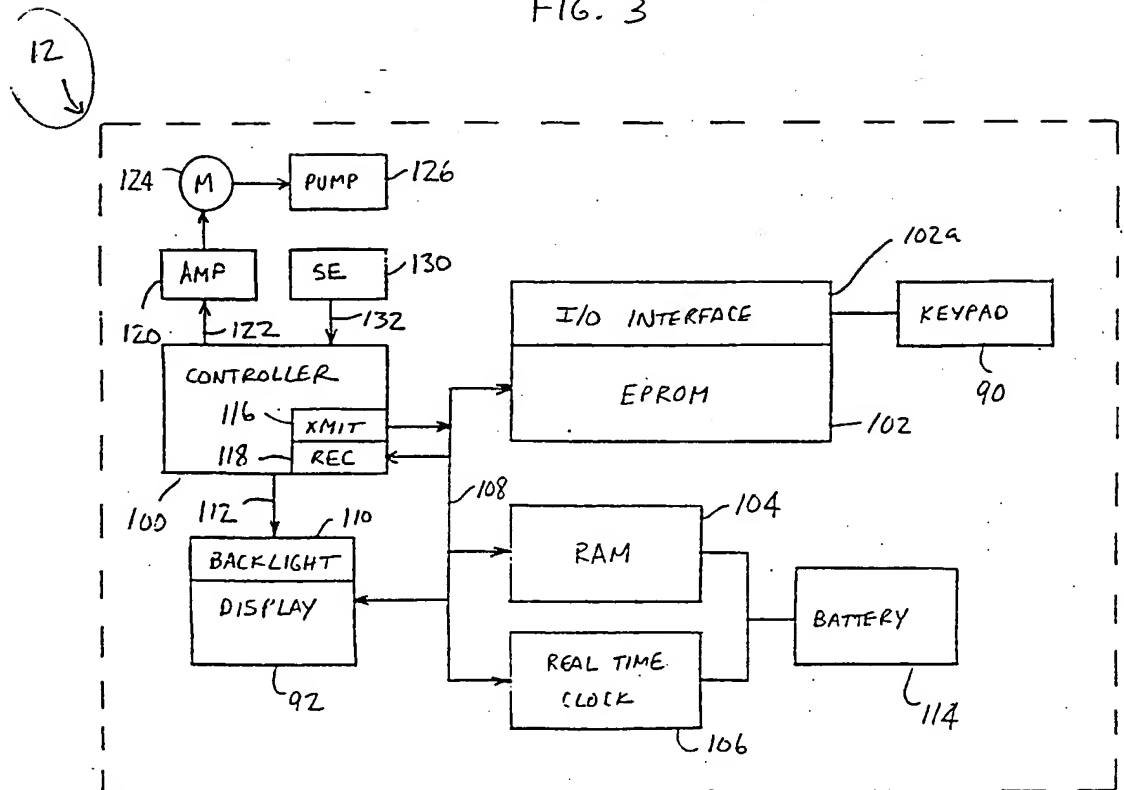 FIG. 3
12
124
M
PUMP
126
AMP
SE
130
120
122
132
102a
I/O INTERFACE
KEYPAD
90
EPROM
102
CONTROLLER
116
XMIT
118
REC
100
112
108
110
BACKLIGHT
DISPLAY
92
104
RAM
BATTERY
114
REAL TIME
CLOCK
106